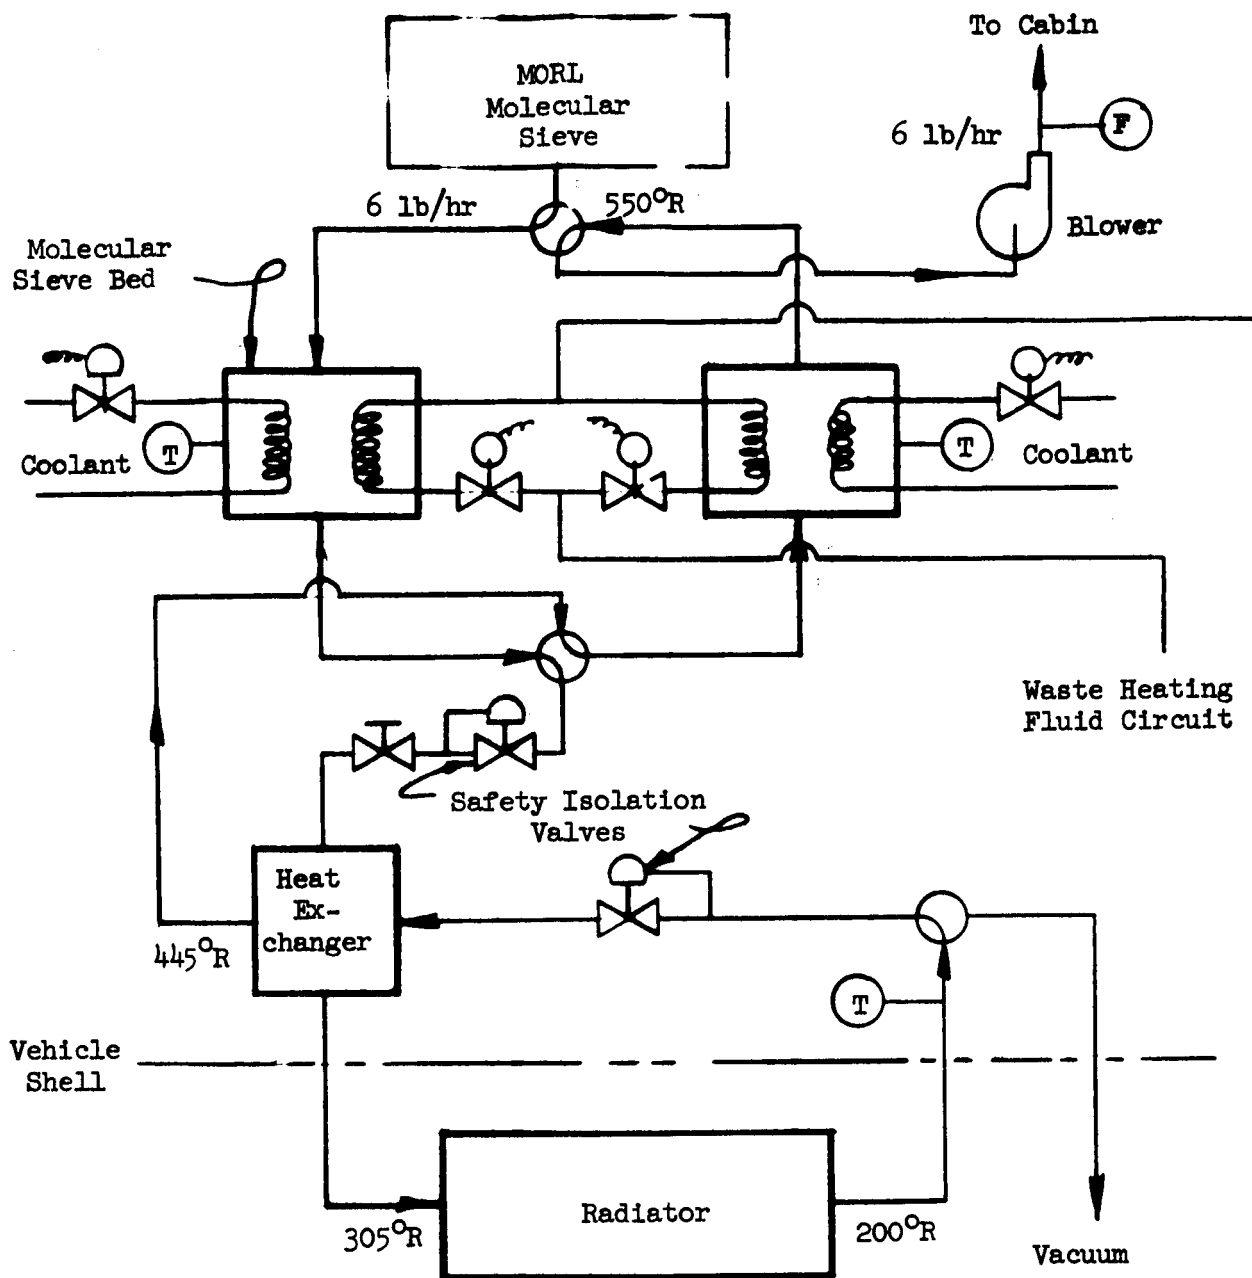 To Cabin
MORL
Molecular
Sieve
6 lb/hr
F
6 lb/hr
550°R
Blower
Molecular
Sieve Bed
Coolant
T
T
Coolant
Waste Heating
Fluid Circuit
Safety Isolation
Valves
Heat
Ex-
changer
445°R
T
Vehicle
Shell
305°R
Radiator
200°R
Vacuum